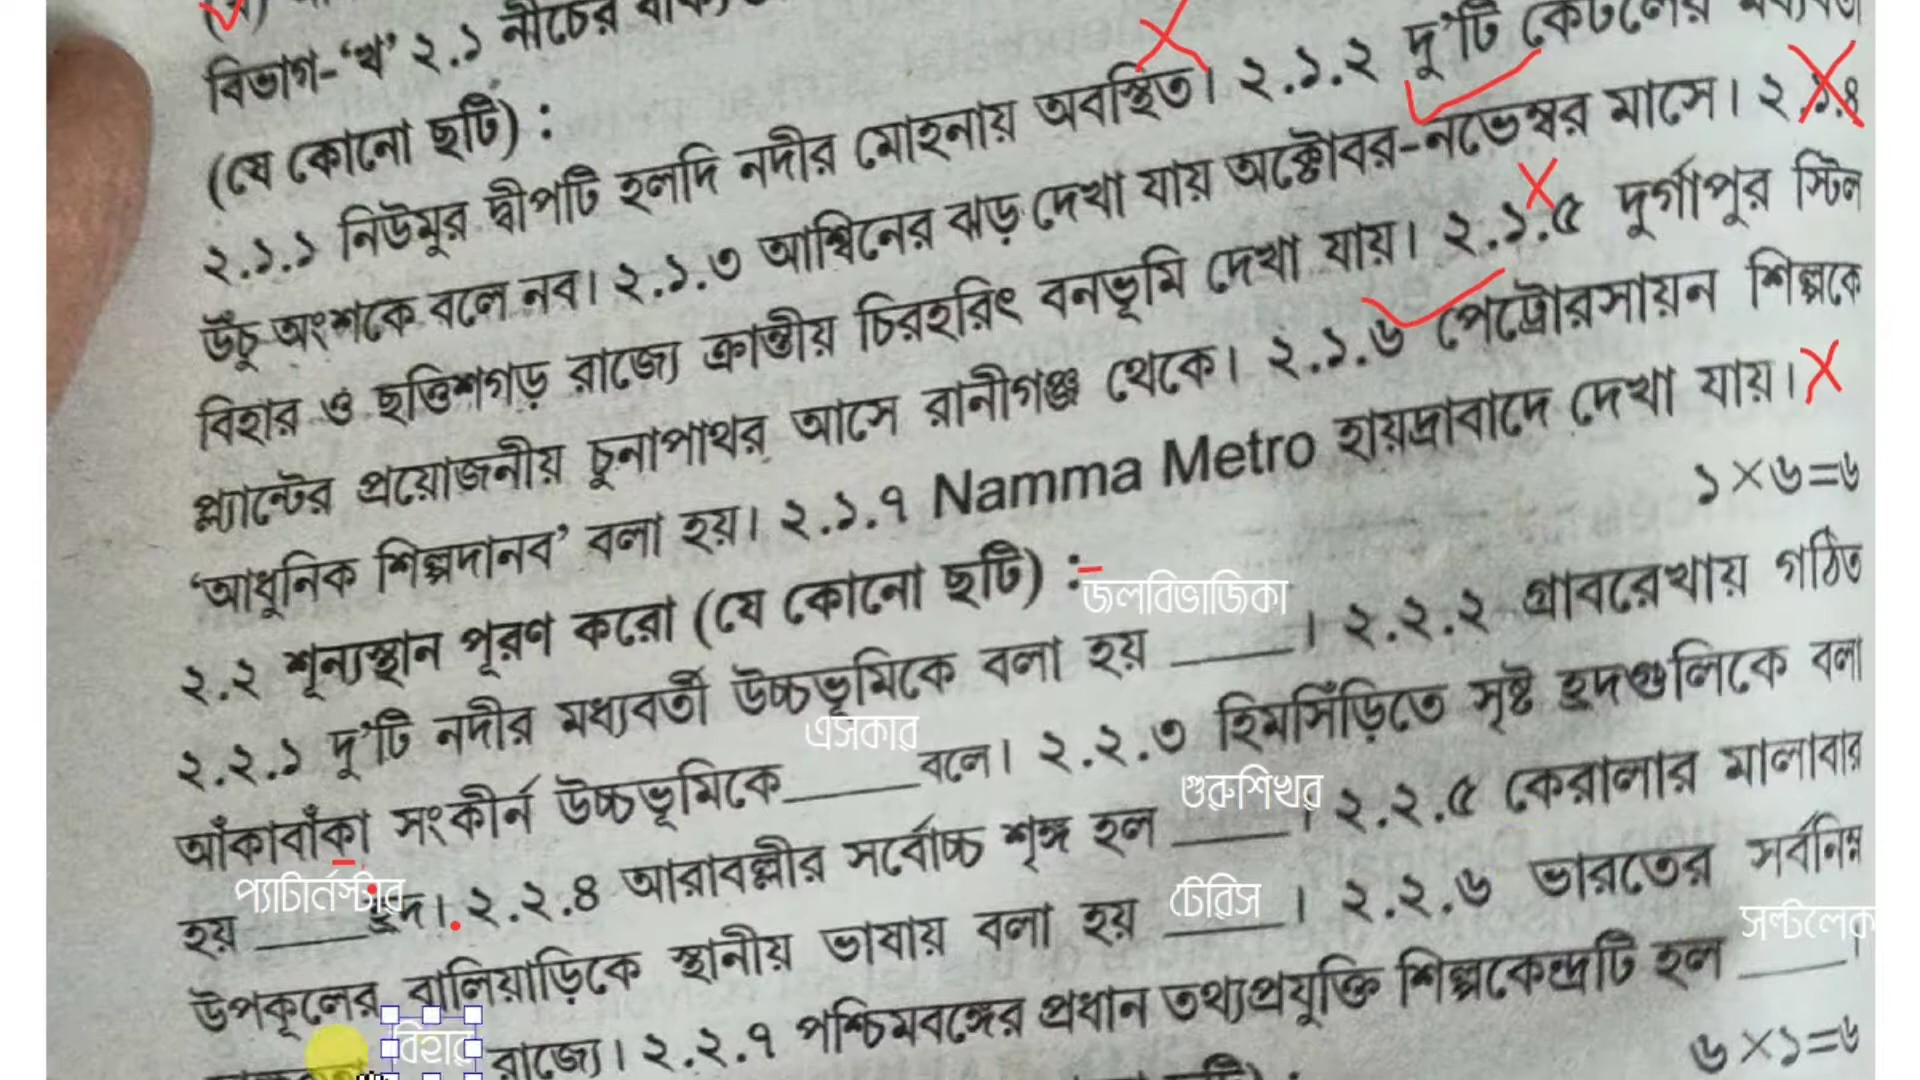 বিভাগ-‘খ’ ২.১ নীচের
(যে কোনো ছটি) :
২.১.১ নিউমুর দ্বীপটি হলদি নদীর মোহনায় অবস্থিত। ২.১.২ দু’টি কেটলের মধ্যবর্তী
উঁচু অংশকে বলে নব। ২.১.৩ আশ্বিনের ঝড় দেখা যায় অক্টোবর-নভেম্বর মাসে। ২.১.৪
বিহার ও ছত্তিশগড় রাজ্যে ক্রান্তীয় চিরহরিৎ বনভূমি দেখা যায়। ২.১.৫ দুর্গাপুর স্টিল
প্ল্যান্টের প্রয়োজনীয় চুনাপাথর আসে রানীগঞ্জ থেকে। ২.১.৬ পেট্রোরসায়ন শিল্পকে
‘আধুনিক শিল্পদানব’ বলা হয়। ২.১.৭ Namma Metro হায়দ্রাবাদে দেখা যায়।
১×৬=৬
২.২ শূন্যস্থান পূরণ করো (যে কোনো ছটি) :
জলবিভাজিকা
২.২.১ দু’টি নদীর মধ্যবর্তী উচ্চভূমিকে বলা হয় ____। ২.২.২ গ্রাবরেখায় গঠিত
এসকার
আঁকাবাঁকা সংকীর্ন উচ্চভূমিকে____বলে। ২.২.৩ হিমসিঁড়িতে সৃষ্ট হ্রদগুলিকে বলা
প্যাটার্নস্টার গুরুশিখর
হয় ____হ্রদ। ২.২.৪ আরাবল্লীর সর্বোচ্চ শৃঙ্গ হল ____। ২.২.৫ কেরালার মালাবার
টেরিস
উপকূলের বালিয়াড়িকে স্থানীয় ভাষায় বলা হয় ____। ২.২.৬ ভারতের সর্বনিম্ন
বিহার সল্টলেক
রাজ্যে। ২.২.৭ পশ্চিমবঙ্গের প্রধান তথ্যপ্রযুক্তি শিল্পকেন্দ্রটি হল ____।
৬×১=৬